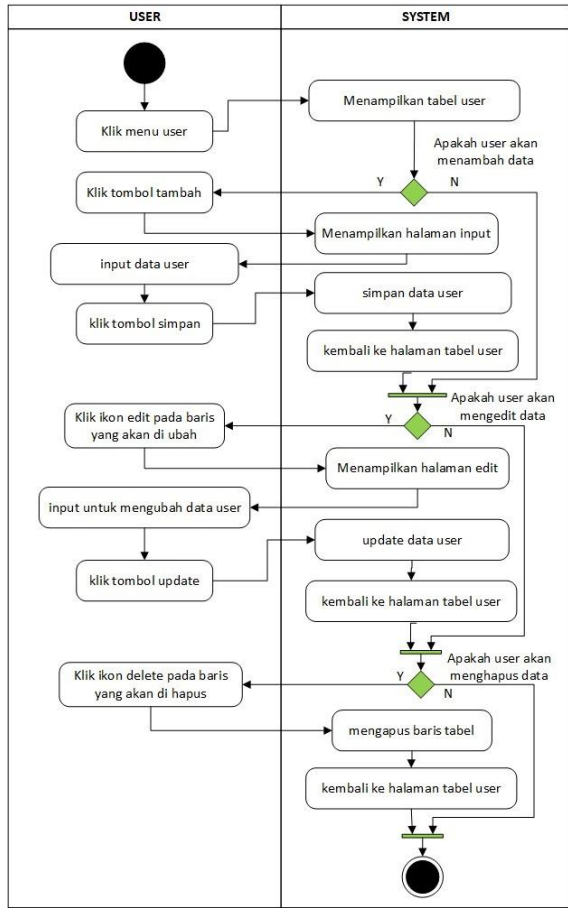 USER
SYSTEM
Klik menu user
Menampilkan tabel user
Apakah user akan
menambah data
Y
N
Klik tombol tambah
Menampilkan halaman input
input data user
klik tombol simpan
simpan data user
kembali ke halaman tabel user
Apakah user akan
mengedit data
Y
N
Klik ikon edit pada baris
yang akan di ubah
Menampilkan halaman edit
input untuk mengubah data user
klik tombol update
update data user
kembali ke halaman tabel user
Apakah user akan
menghapus data
Y
N
Klik ikon delete pada baris
yang akan di hapus
mengapus baris tabel
kembali ke halaman tabel user